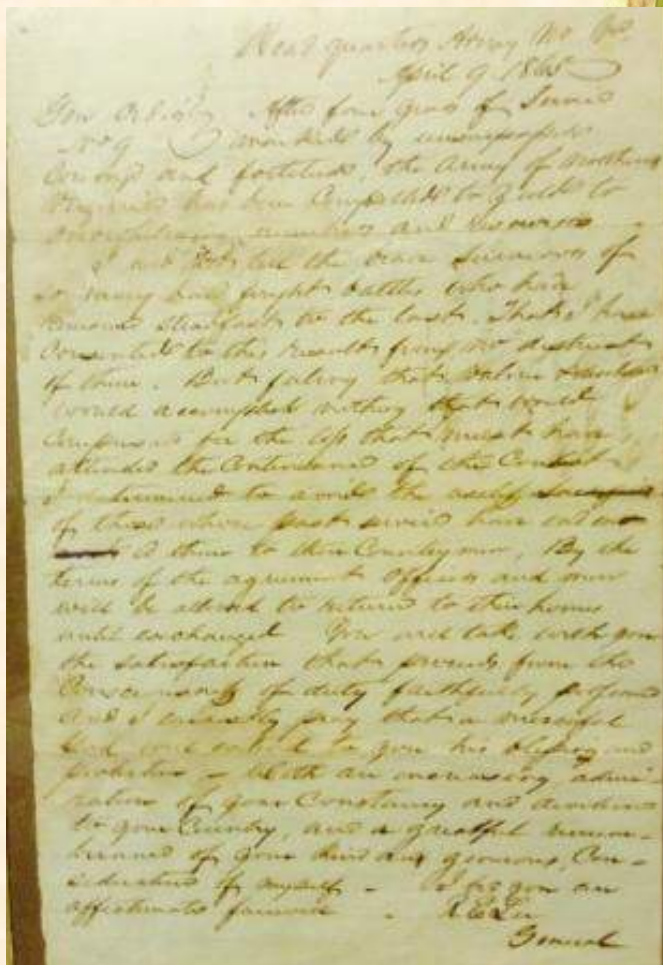 Head quarters Army No Va
April 9 1865
Gen Orders After four years of Service
No 9 marked by unsurpassed
Courage and fortitude, the Army of Northern
Virginia has been Compelled to yield to
overwhelming numbers and resources
I need not tell the brave Survivors of
so many hard fought battles who have
remained steadfast to the last. That I have
Consented to this result from no distrust
of them. But feeling that valour &
would accomplish nothing that would
Compensate for the loss that must have
attended the Continuance of the Contest
I determined to avoid the useless sacrifice
of those whose past services have endeared
them to their Countrymen. By the
terms of the agreement Officers and men
will be allowed to return to their homes
until exchanged You will take with you
the satisfaction that proceeds from the
Consciousness of duty faithfully performed
And I earnestly pray that a merciful
God will extend to you his blessing and
protection - With an increasing admi-
ration of your Constancy and devotion
to your Country, and a grateful remem-
brance of your kind and generous Con-
sideration of myself - I bid you an
affectionate farewell - R E Lee
General